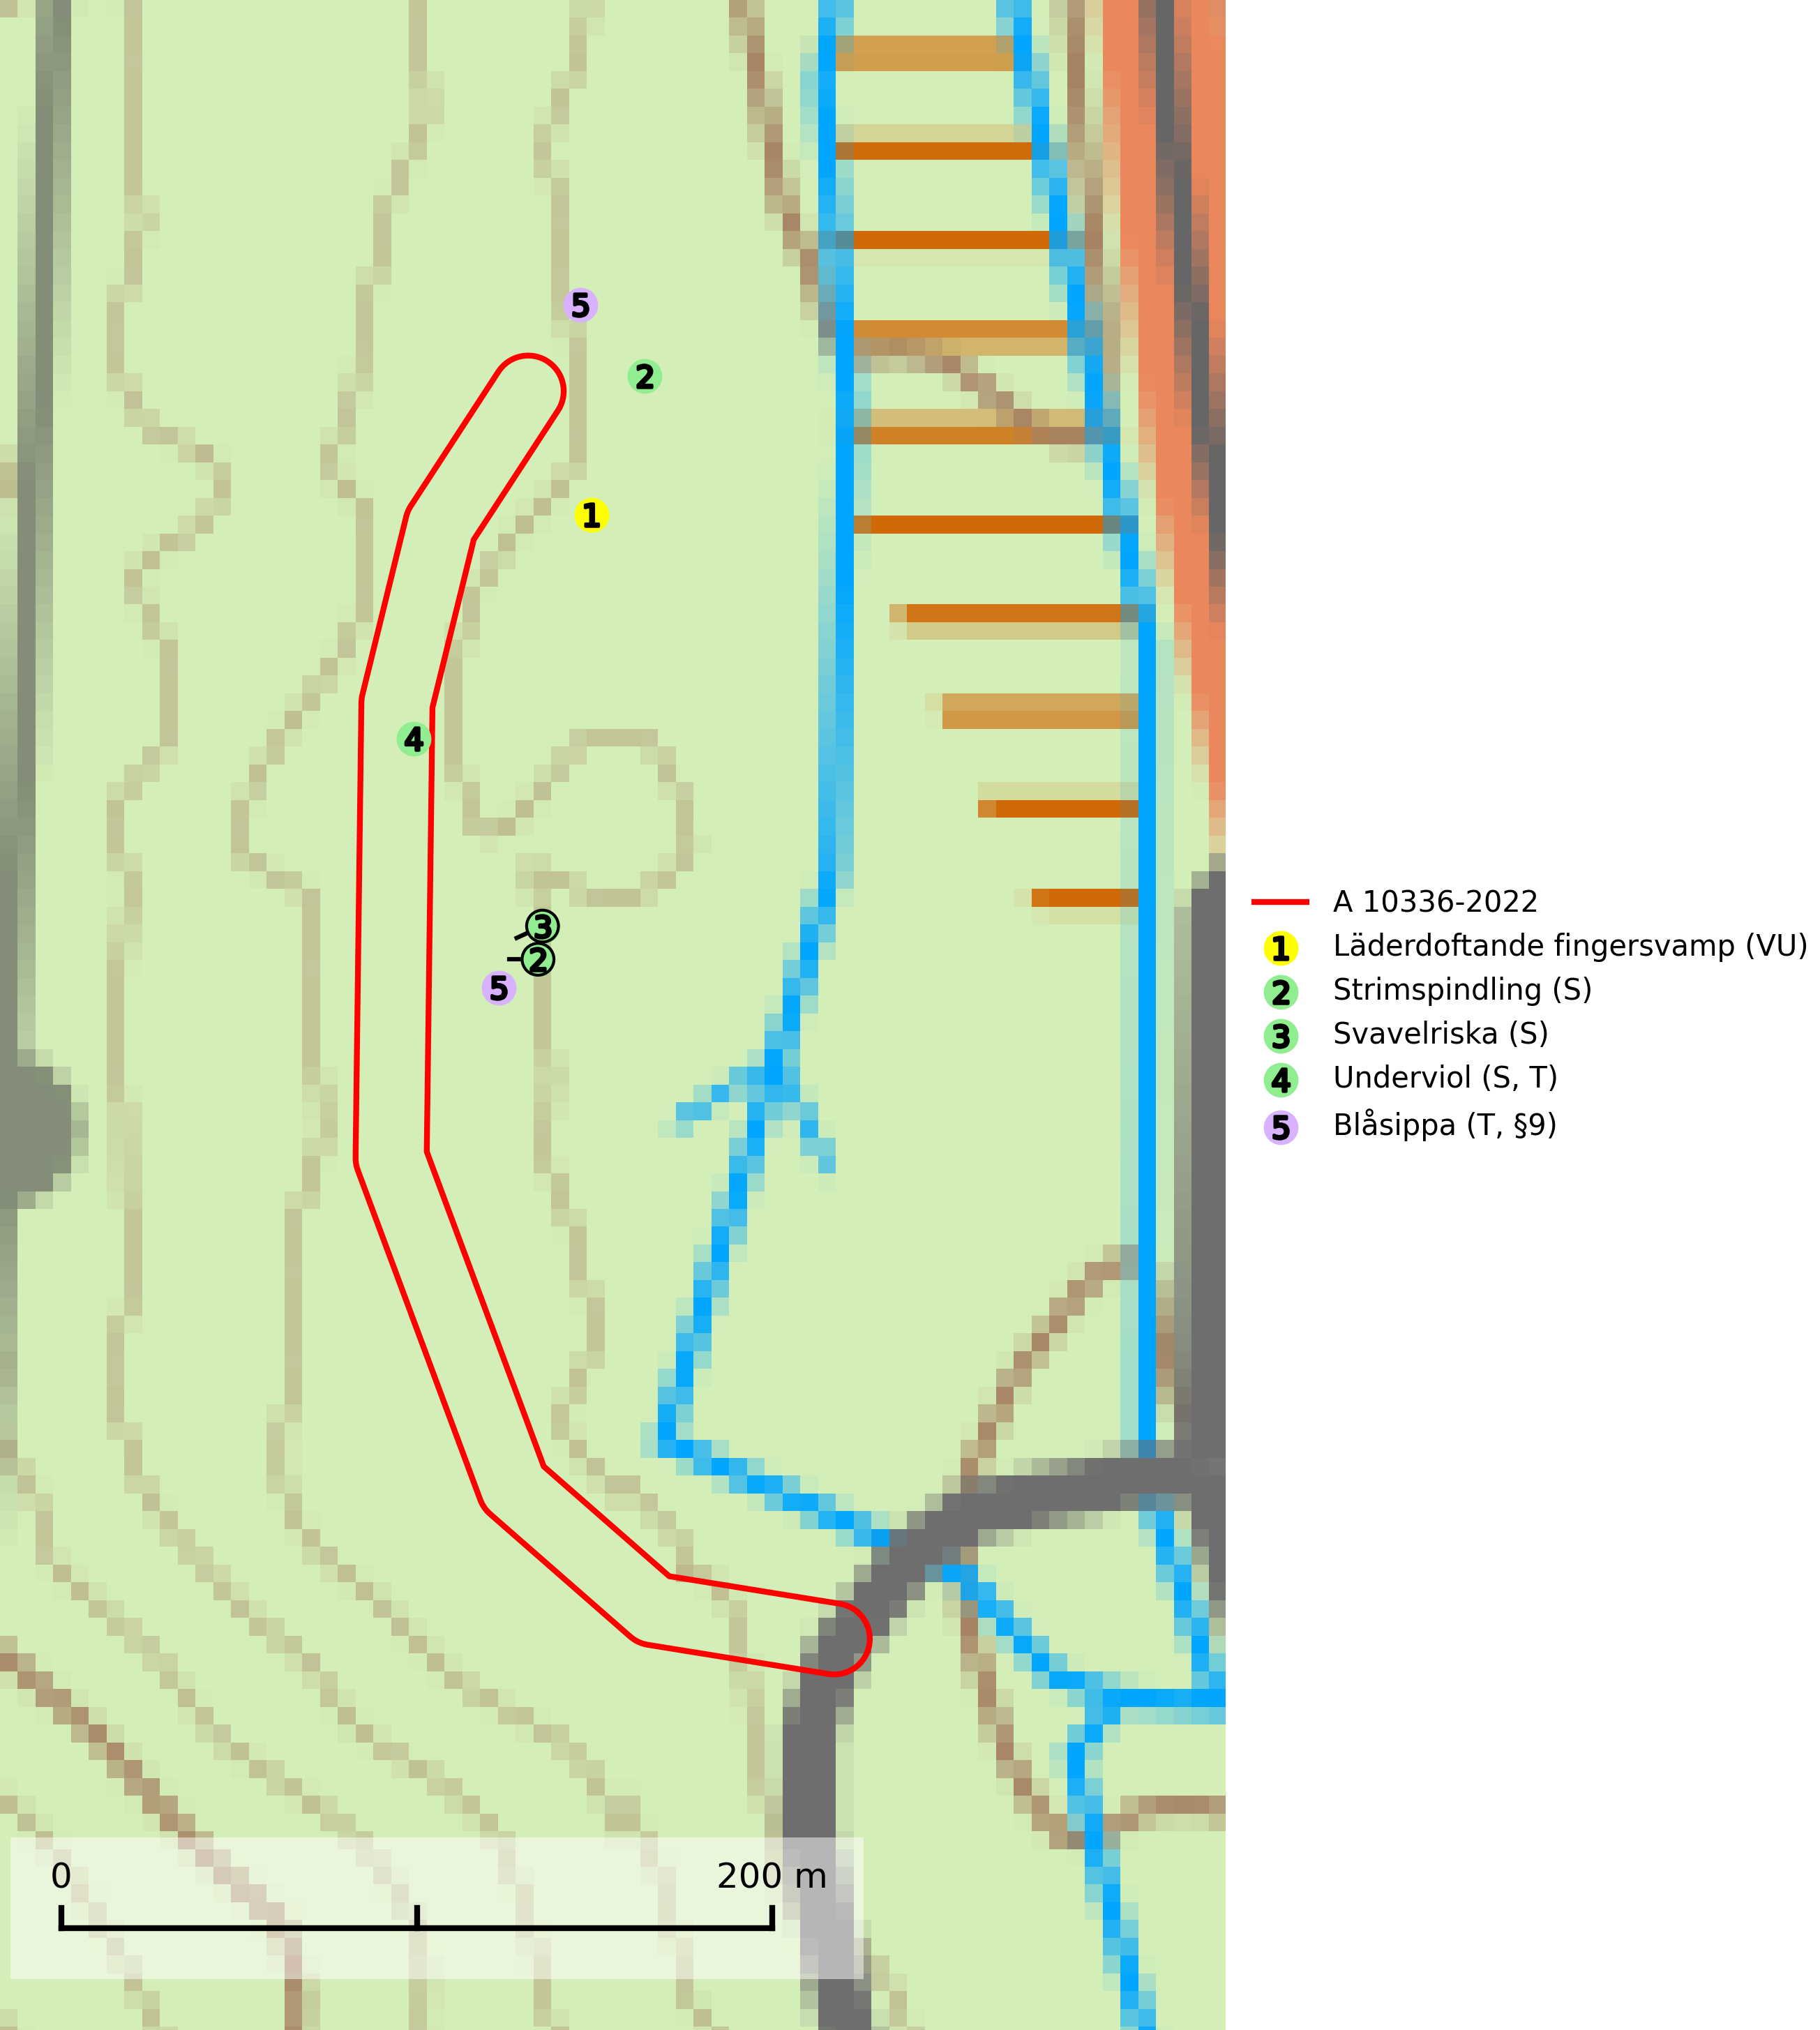 5
2
1
4
3
2
5
A 10336-2022
1 Läderdoftande fingersvamp (VU)
2 Strimspindling (S)
3 Svavelriska (S)
4 Underviol (S, T)
5 Blåsippa (T, §9)
0 200 m